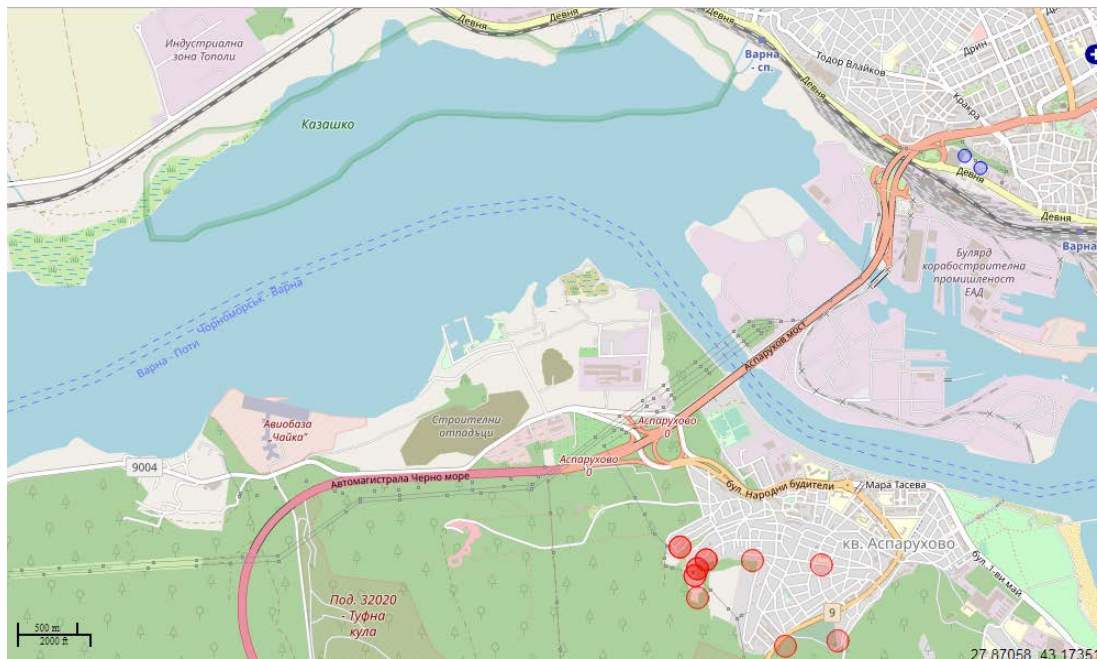 Индустриална
зона Тополи
Девня
Девня
Варна
- сп.
Тодор Влайков
Дрин
Кракра
Казашко
Девня
Девня
Варна
Булярд
корабостроителна
промишленост
ЕАД
Варна - Поти
Чорноморськ - Варна
Аспарухов мост
Авиобаза
"Чайка"
Строителни
отпадъци
Аспарухово
0
Аспарухово
0
9004
Автомагистрала Черно море
бул. Народни будители
Мара Тасева
кв. Аспарухово
бул. 1-ви май
Под. 32020
- Туфна
кула
9
500 m
2000 ft
27.87058, 43.17351